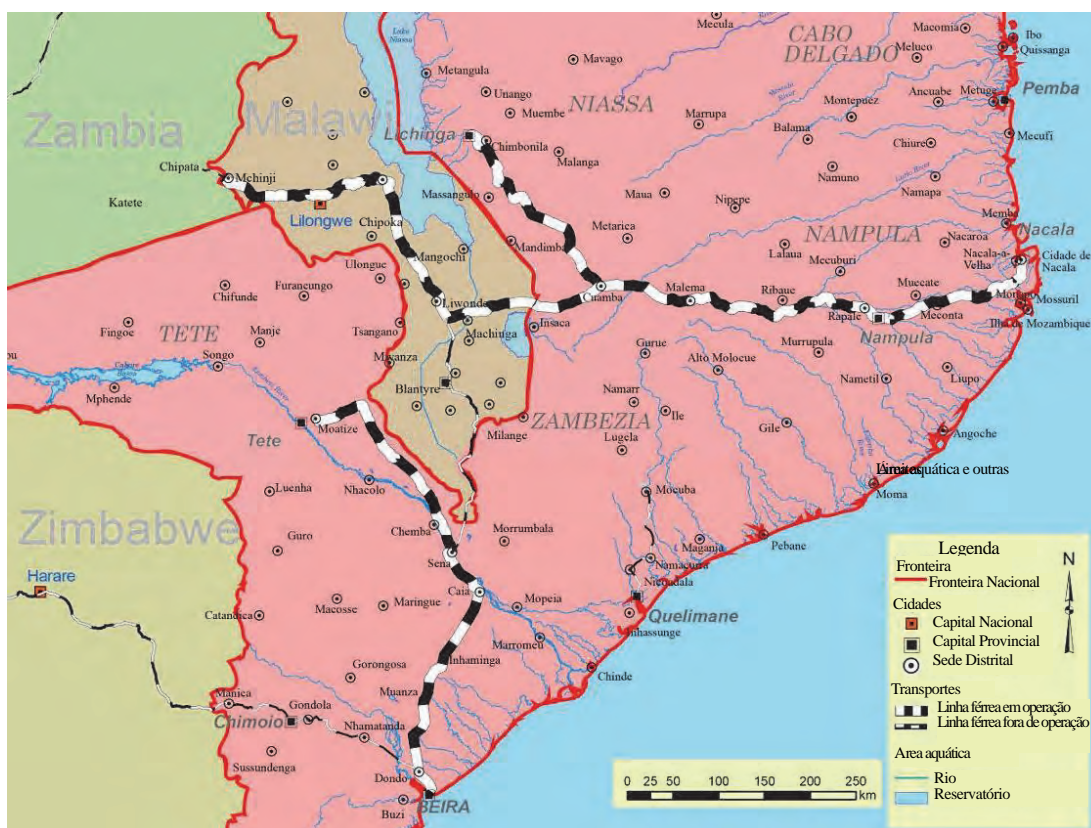 Mecula
CABO
DELGADO
Macomia
Ibo
Quissanga
Meluco
Lake
Niassa
Metangula
Mavago
Zambia
Malawi
Unango
NIASSA
Muembe
Montepuez
Ancuabe
Metuge
Pemba
Lichinga
Marrupa
Balama
Chimbonila
Malanga
Chiure
Mecufi
Chipata
Mchinji
Namuno
Katete
Lilongwe
Massangulo
Maua
Nipepe
Namapa
Chipoka
Mandimba
Metarica
Memba
Nacala
NAMPULA
Nacaroa
Mangochi
Lalaua
Mecuburi
Nacala-a-
Velha
Cidade de
Nacala
Ulongue
Chifunde
Furancungo
Liwonde
Cuamba
Malema
Ribaue
Muecate
Mossuril
Rapale
Meconta
Ilha de Mozambique
Fingoe
TETE
Manje
Tsangano
Machinga
Insaca
Nampula
Songo
Gurue
Alto Molocue
Murrupula
Mphende
Blantyre
Namarr
Nametil
Liupo
Tete
Moatize
Milange
ZAMBEZIA
Ile
Gile
Angoche
Lugela
aquática e outras
Moma
Luenha
Nhacolo
Mocuba
Zimbabwe
Chemba
Guro
Morrumbala
Maganja
Pebane
Harare
Sena
Namacurra
Nicoadala
Catandica
Macosse
Maringue
Caia
Mopeia
Quelimane
Inhassunge
Marromeu
Gorongosa
Inhaminga
Chinde
Manica
Muanza
Chimoio
Gondola
Nhamatanda
Sussundenga
Dondo
BEIRA
Buzi
0 25 50 100 150 200 250
km
Legenda
N
Fronteira
Fronteira Nacional
Cidades
Capital Nacional
Capital Provincial
Sede Distrital
Transportes
Linha férrea em operação
Linha férrea fora de operação
Area aquática
Rio
Reservatório